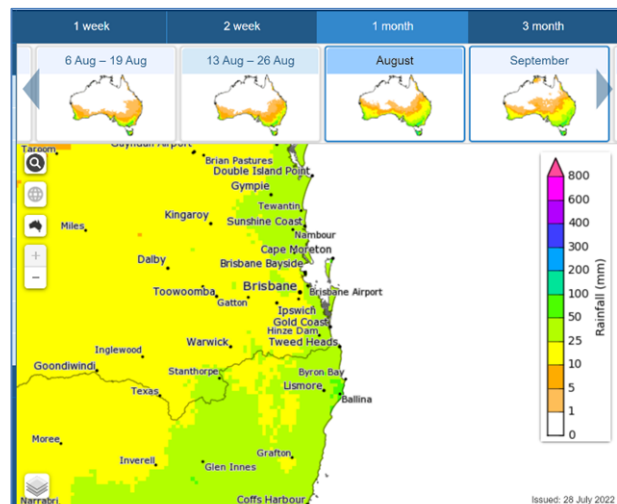 1 week
2 week
1 month
3 month
6 Aug – 19 Aug
13 Aug – 26 Aug
August
September
Taroom
Gayndah Airport
Brian Pastures
Double Island Point
Gympie
Tewantin
Kingaroy
Sunshine Coast
Miles
Nambour
Cape Moreton
Dalby
Brisbane Bayside
Toowoomba
Brisbane
Brisbane Airport
Gatton
Ipswich
Gold Coast
Hinze Dam
Warwick
Tweed Heads
Inglewood
Goondiwindi
Stanthorpe
Byron Bay
Texas
Lismore
Ballina
Moree
Grafton
Inverell
Glen Innes
Narrabri
Coffs Harbour
800
600
400
300
200
100
50
25
10
5
1
0
Rainfall (mm)
Issued: 28 July 2022